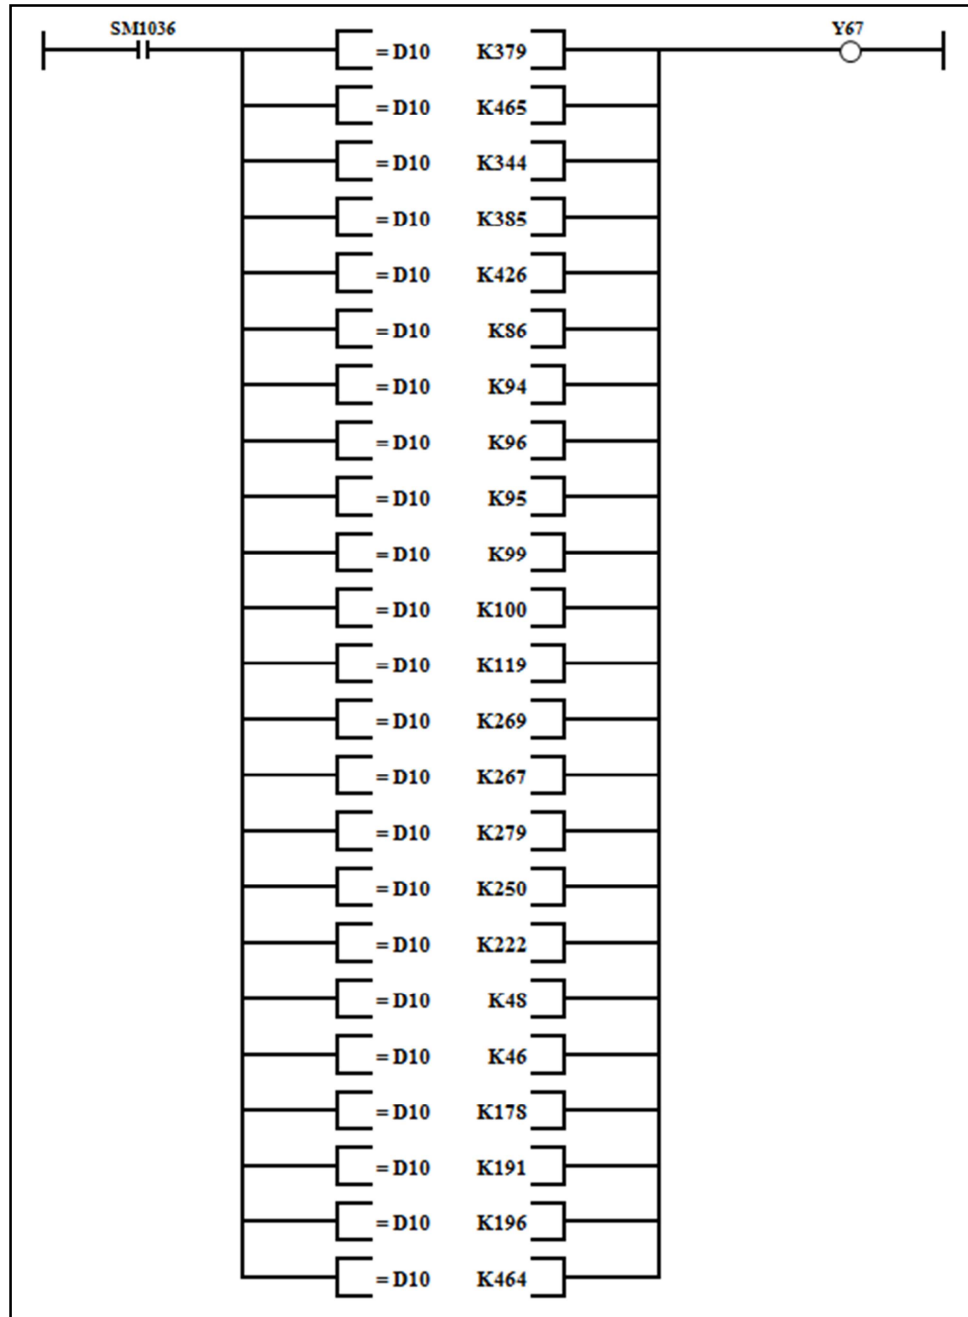 SM1036 Y67
= D10 K379
= D10 K465
= D10 K344
= D10 K385
= D10 K426
= D10 K86
= D10 K94
= D10 K96
= D10 K95
= D10 K99
= D10 K100
= D10 K119
= D10 K269
= D10 K267
= D10 K279
= D10 K250
= D10 K222
= D10 K48
= D10 K46
= D10 K178
= D10 K191
= D10 K196
= D10 K464